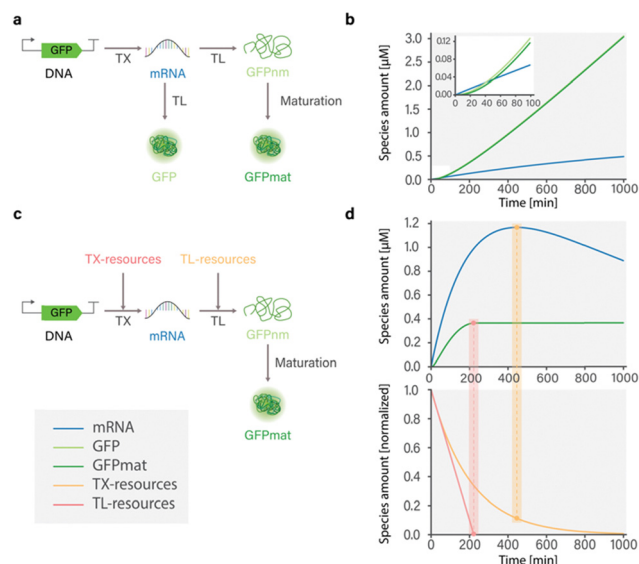 a
GFP
DNA
TX
mRNA
TL
GFPnm
TL
Maturation
GFP
GFPmat
b
Species amount [µM]
3.0
2.5
2.0
1.5
1.0
0.5
0.0
0.12
0.08
0.04
0.00
0 20 40 60 80 100
0 200 400 600 800 1000
Time [min]
c
TX-resources
TL-resources
GFP
DNA
TX
mRNA
TL
GFPnm
Maturation
GFPmat
mRNA
GFP
GFPmat
TX-resources
TL-resources
d
Species amount [µM]
1.2
1.0
0.8
0.6
0.4
0.2
0.0
0 200 400 600 800 1000
Species amount [normalized]
1.0
0.8
0.6
0.4
0.2
0.0
0 200 400 600 800 1000
Time [min]